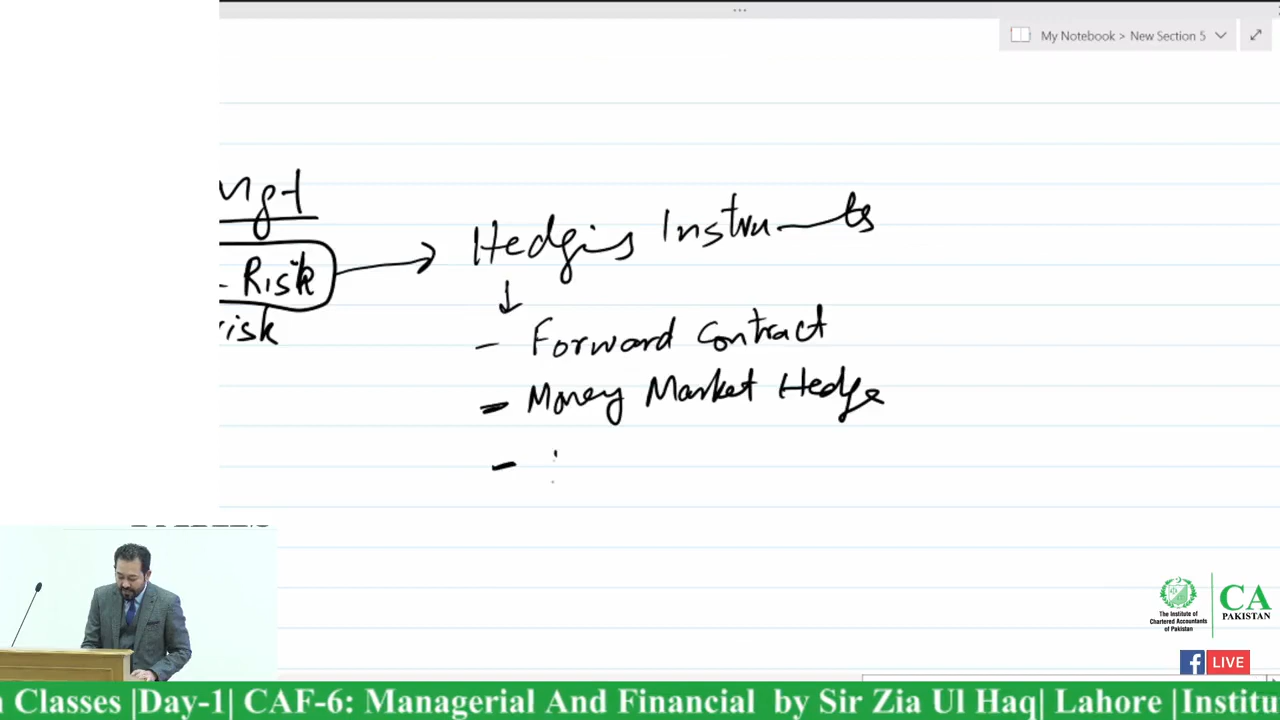 My Notebook > New Section 5
Mgt
Hedging Instruments
- Risk
risk
- Forward Contract
- Money Market Hedge
-
The Institute of
Chartered Accountants
of Pakistan
CA
PAKISTAN
f LIVE
n Classes |Day-1| CAF-6: Managerial And Financial by Sir Zia Ul Haq| Lahore |Institu